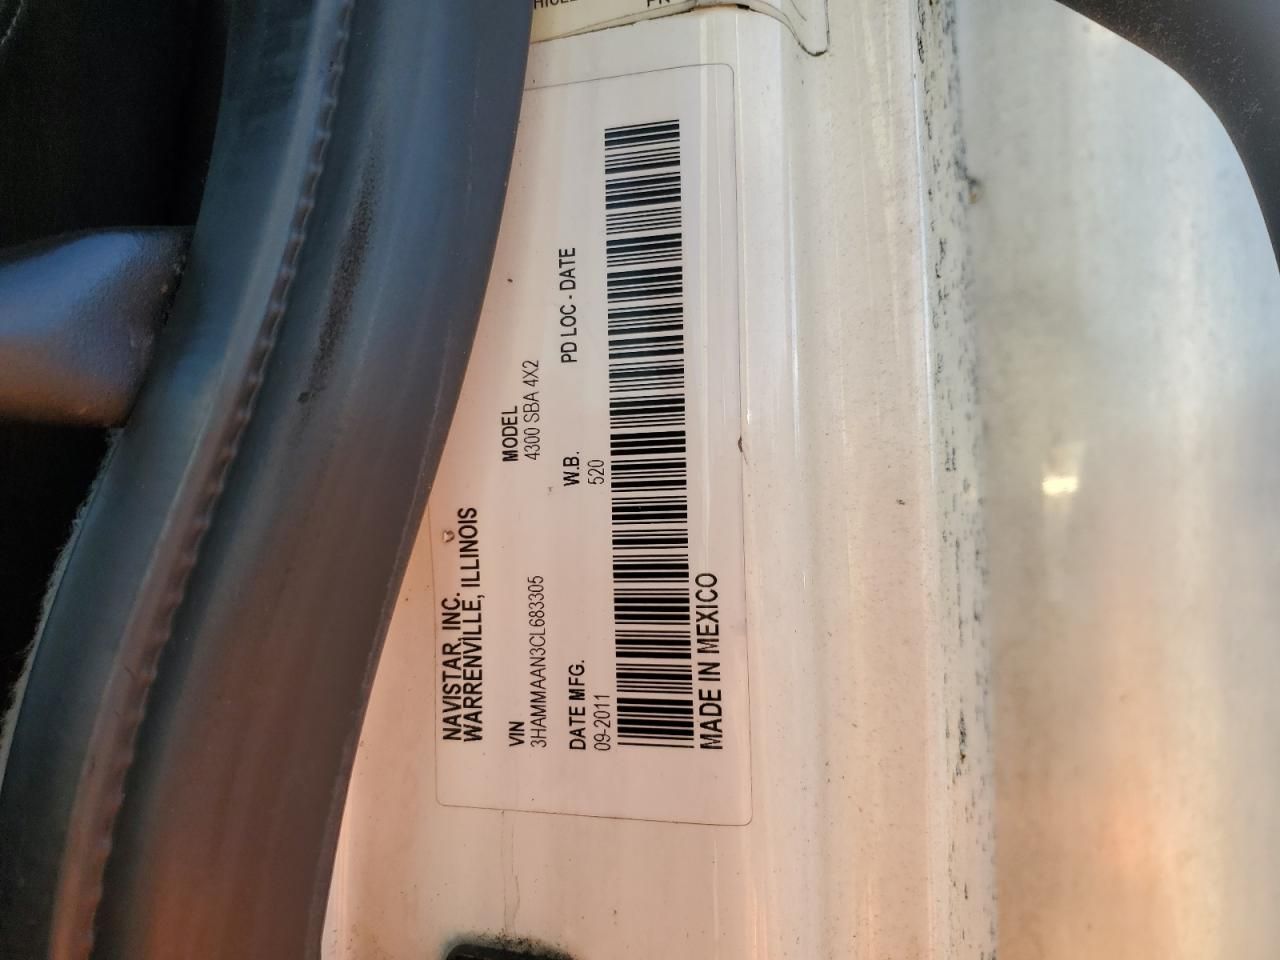 NAVISTAR, INC.
WARRENVILLE, ILLINOIS
VIN MODEL
3HAMMAAN3CL683305 4300 SBA 4X2
DATE MFG. W.B. PD LOC - DATE
09-2011 520
MADE IN MEXICO